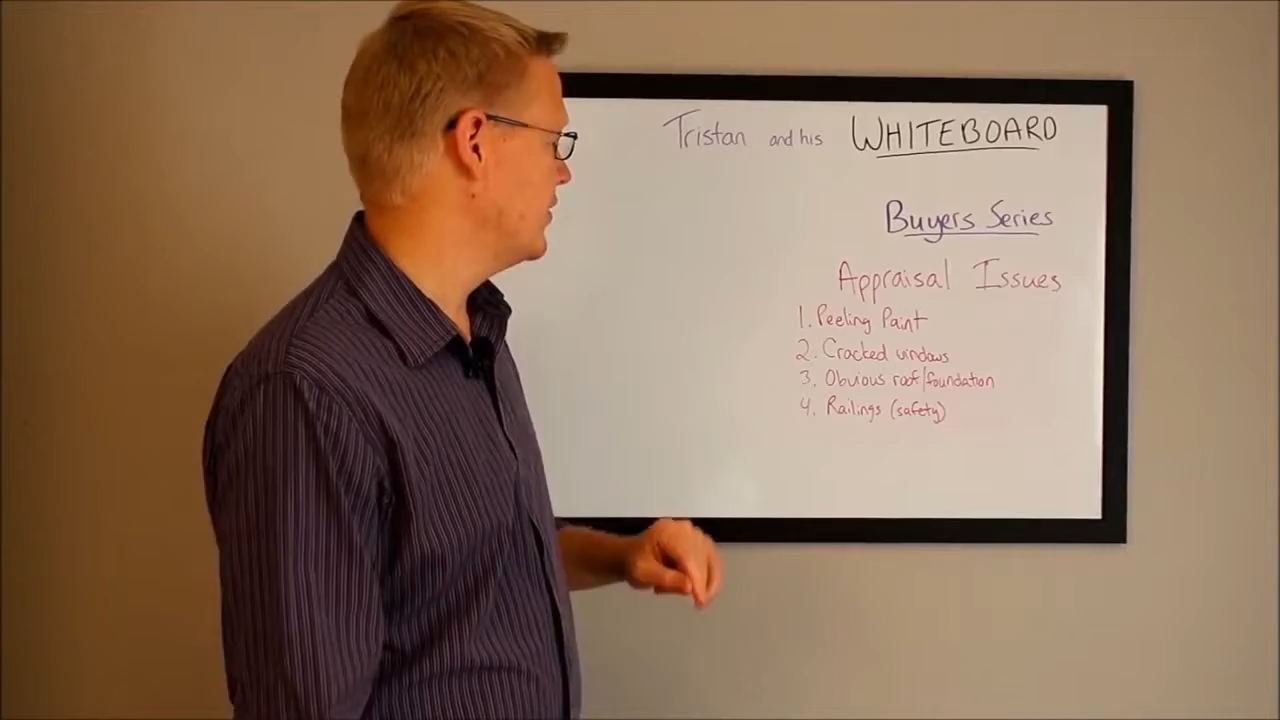 Tristan and his WHITEBOARD
Buyers Series
Appraisal Issues
1. Peeling Paint
2. Cracked windows
3. Obvious roof/foundation
4. Railings (safety)